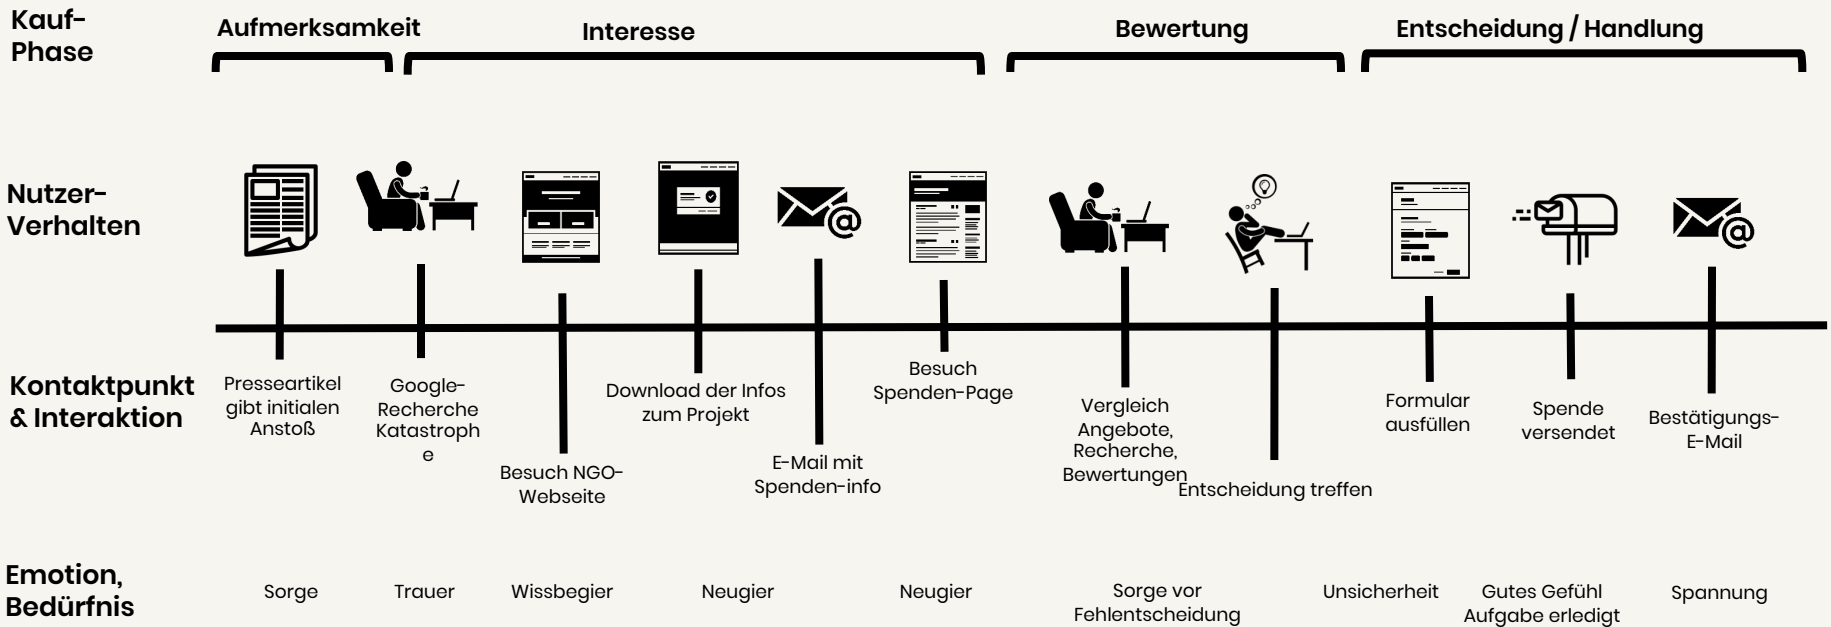 Kauf-
Phase
Aufmerksamkeit
Interesse
Bewertung
Entscheidung / Handlung
Nutzer-
Verhalten
@
@
Kontaktpunkt
& Interaktion
Presseartikel
gibt initialen
Anstoß
Google-
Recherche
Katastroph
e
Besuch NGO-
Webseite
Download der Infos
zum Projekt
E-Mail mit
Spenden-info
Besuch
Spenden-Page
Vergleich
Angebote,
Recherche,
Bewertungen
Entscheidung treffen
Formular
ausfüllen
Spende
versendet
Bestätigungs-
E-Mail
Emotion,
Bedürfnis
Sorge
Trauer
Wissbegier
Neugier
Neugier
Sorge vor
Fehlentscheidung
Unsicherheit
Gutes Gefühl
Aufgabe erledigt
Spannung